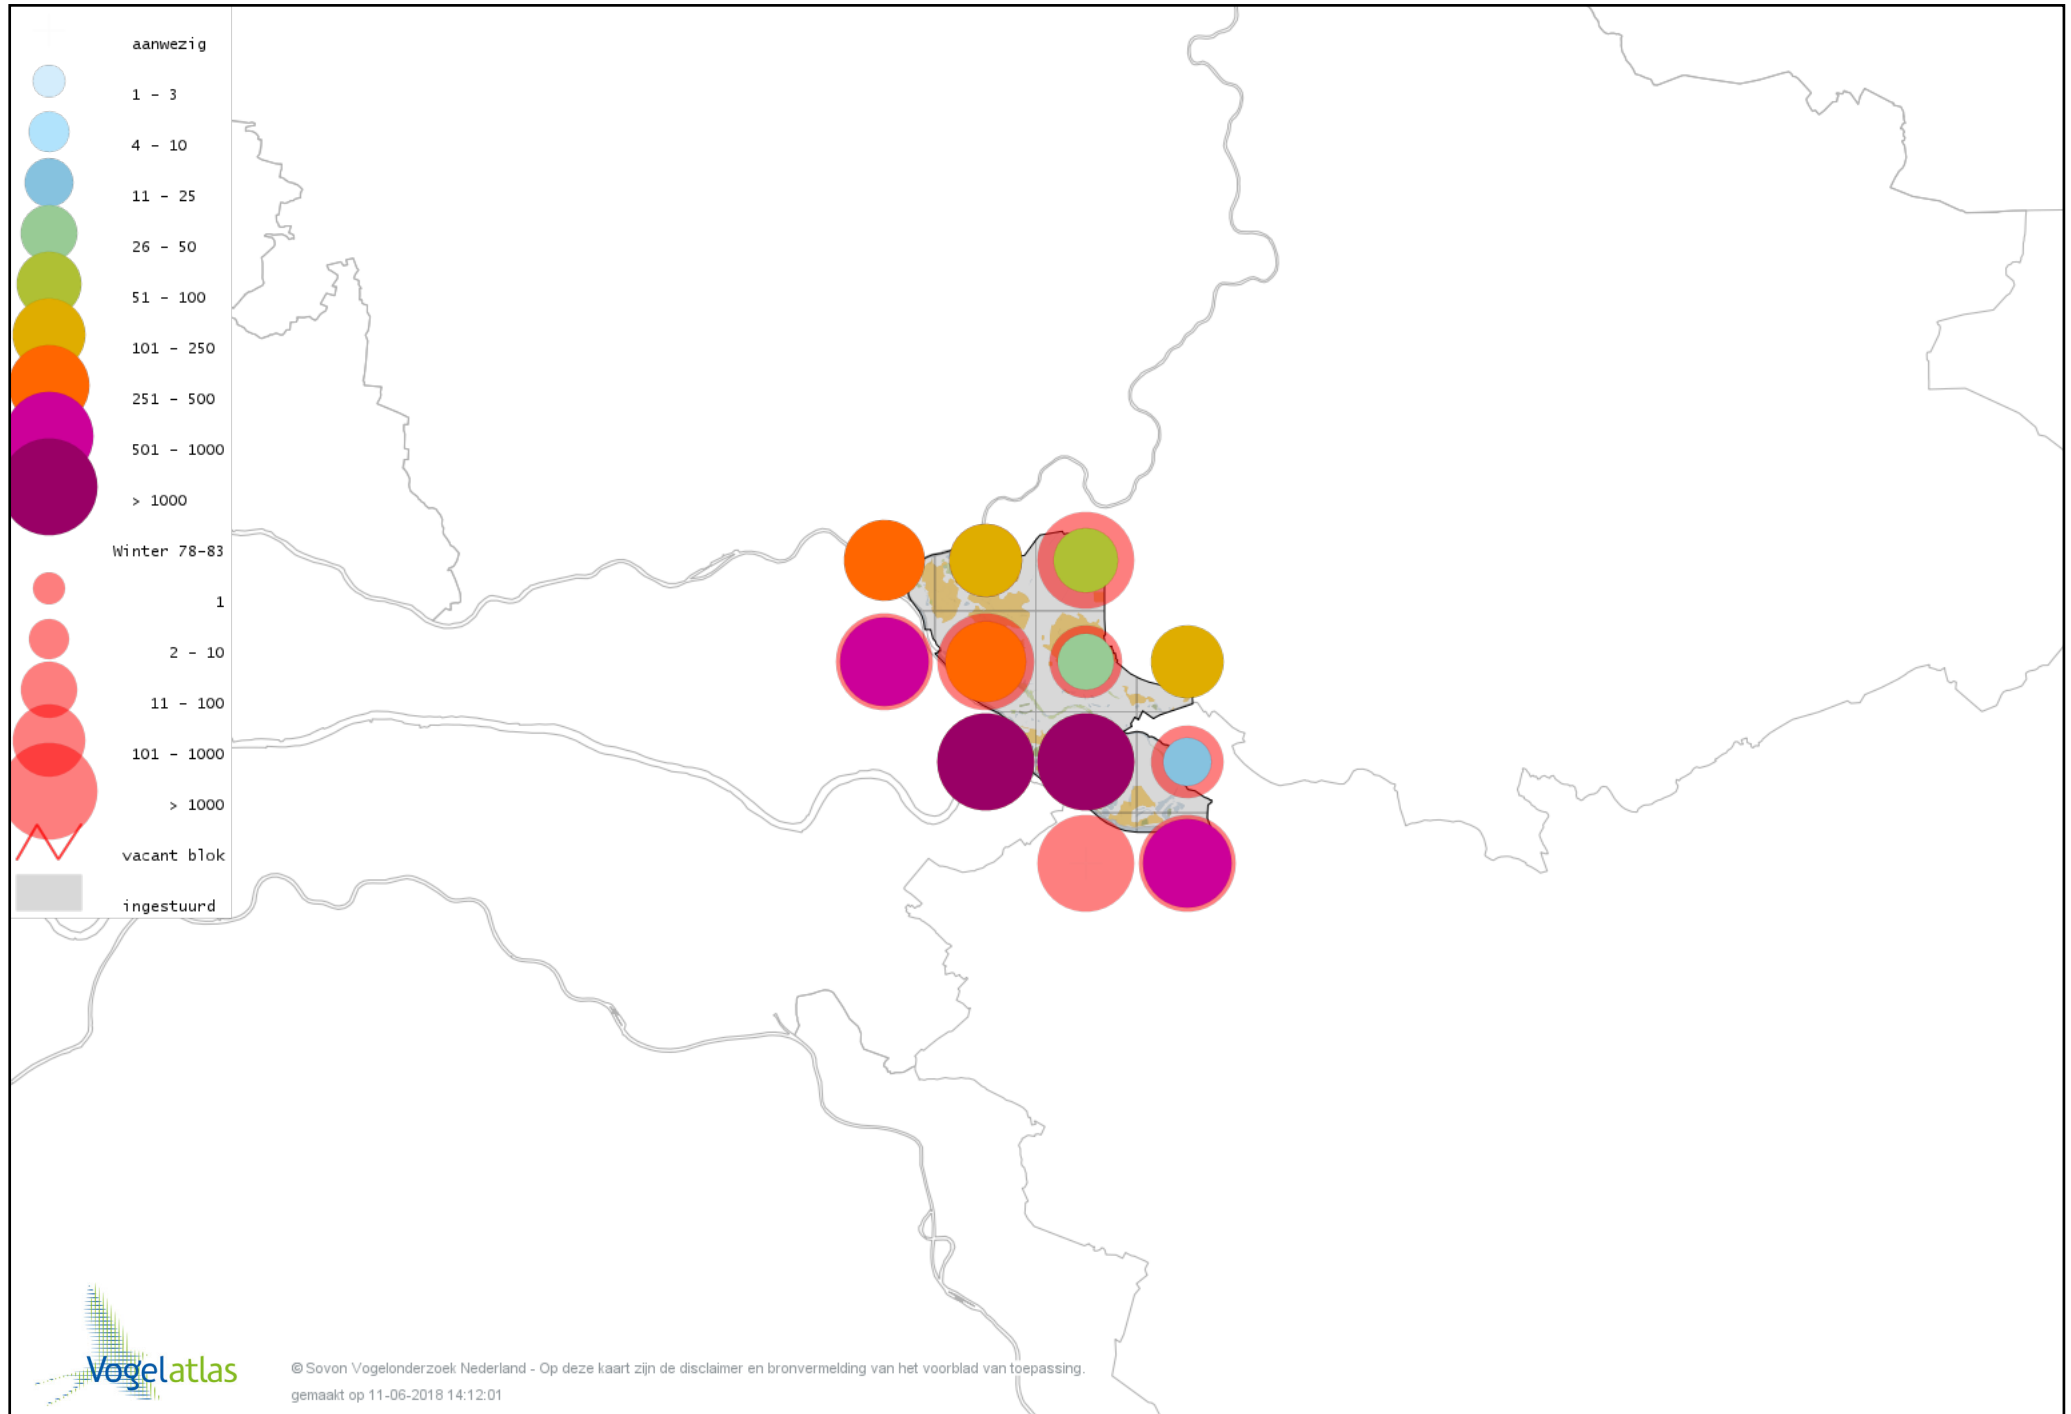 aanwezig
1 - 3
4 - 10
11 - 25
26 - 50
51 - 100
101 - 250
251 - 500
501 - 1000
> 1000
Winter 78-83
1
2 - 10
11 - 100
101 - 1000
> 1000
vacant blok
ingestuurd
Vogelatlas
© Sovon Vogelonderzoek Nederland - Op deze kaart zijn de disclaimer en bronvermelding van het voorblad van toepassing.
gemaakt op 11-06-2018 14:12:01